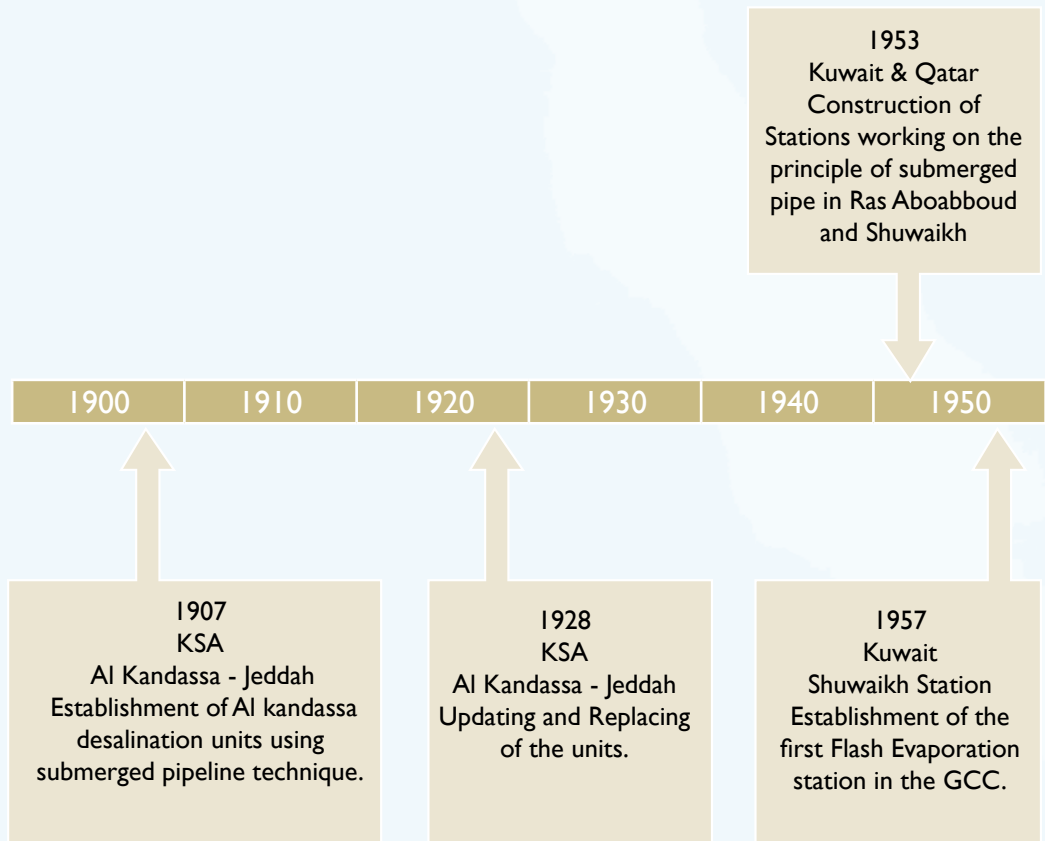 1953
Kuwait & Qatar
Construction of
Stations working on the
principle of submerged
pipe in Ras Aboabboud
and Shuwaikh
1900 1910 1920 1930 1940 1950
1907
KSA
Al Kandassa - Jeddah
Establishment of Al kandassa
desalination units using
submerged pipeline technique.
1928
KSA
Al Kandassa - Jeddah
Updating and Replacing
of the units.
1957
Kuwait
Shuwaikh Station
Establishment of the
first Flash Evaporation
station in the GCC.